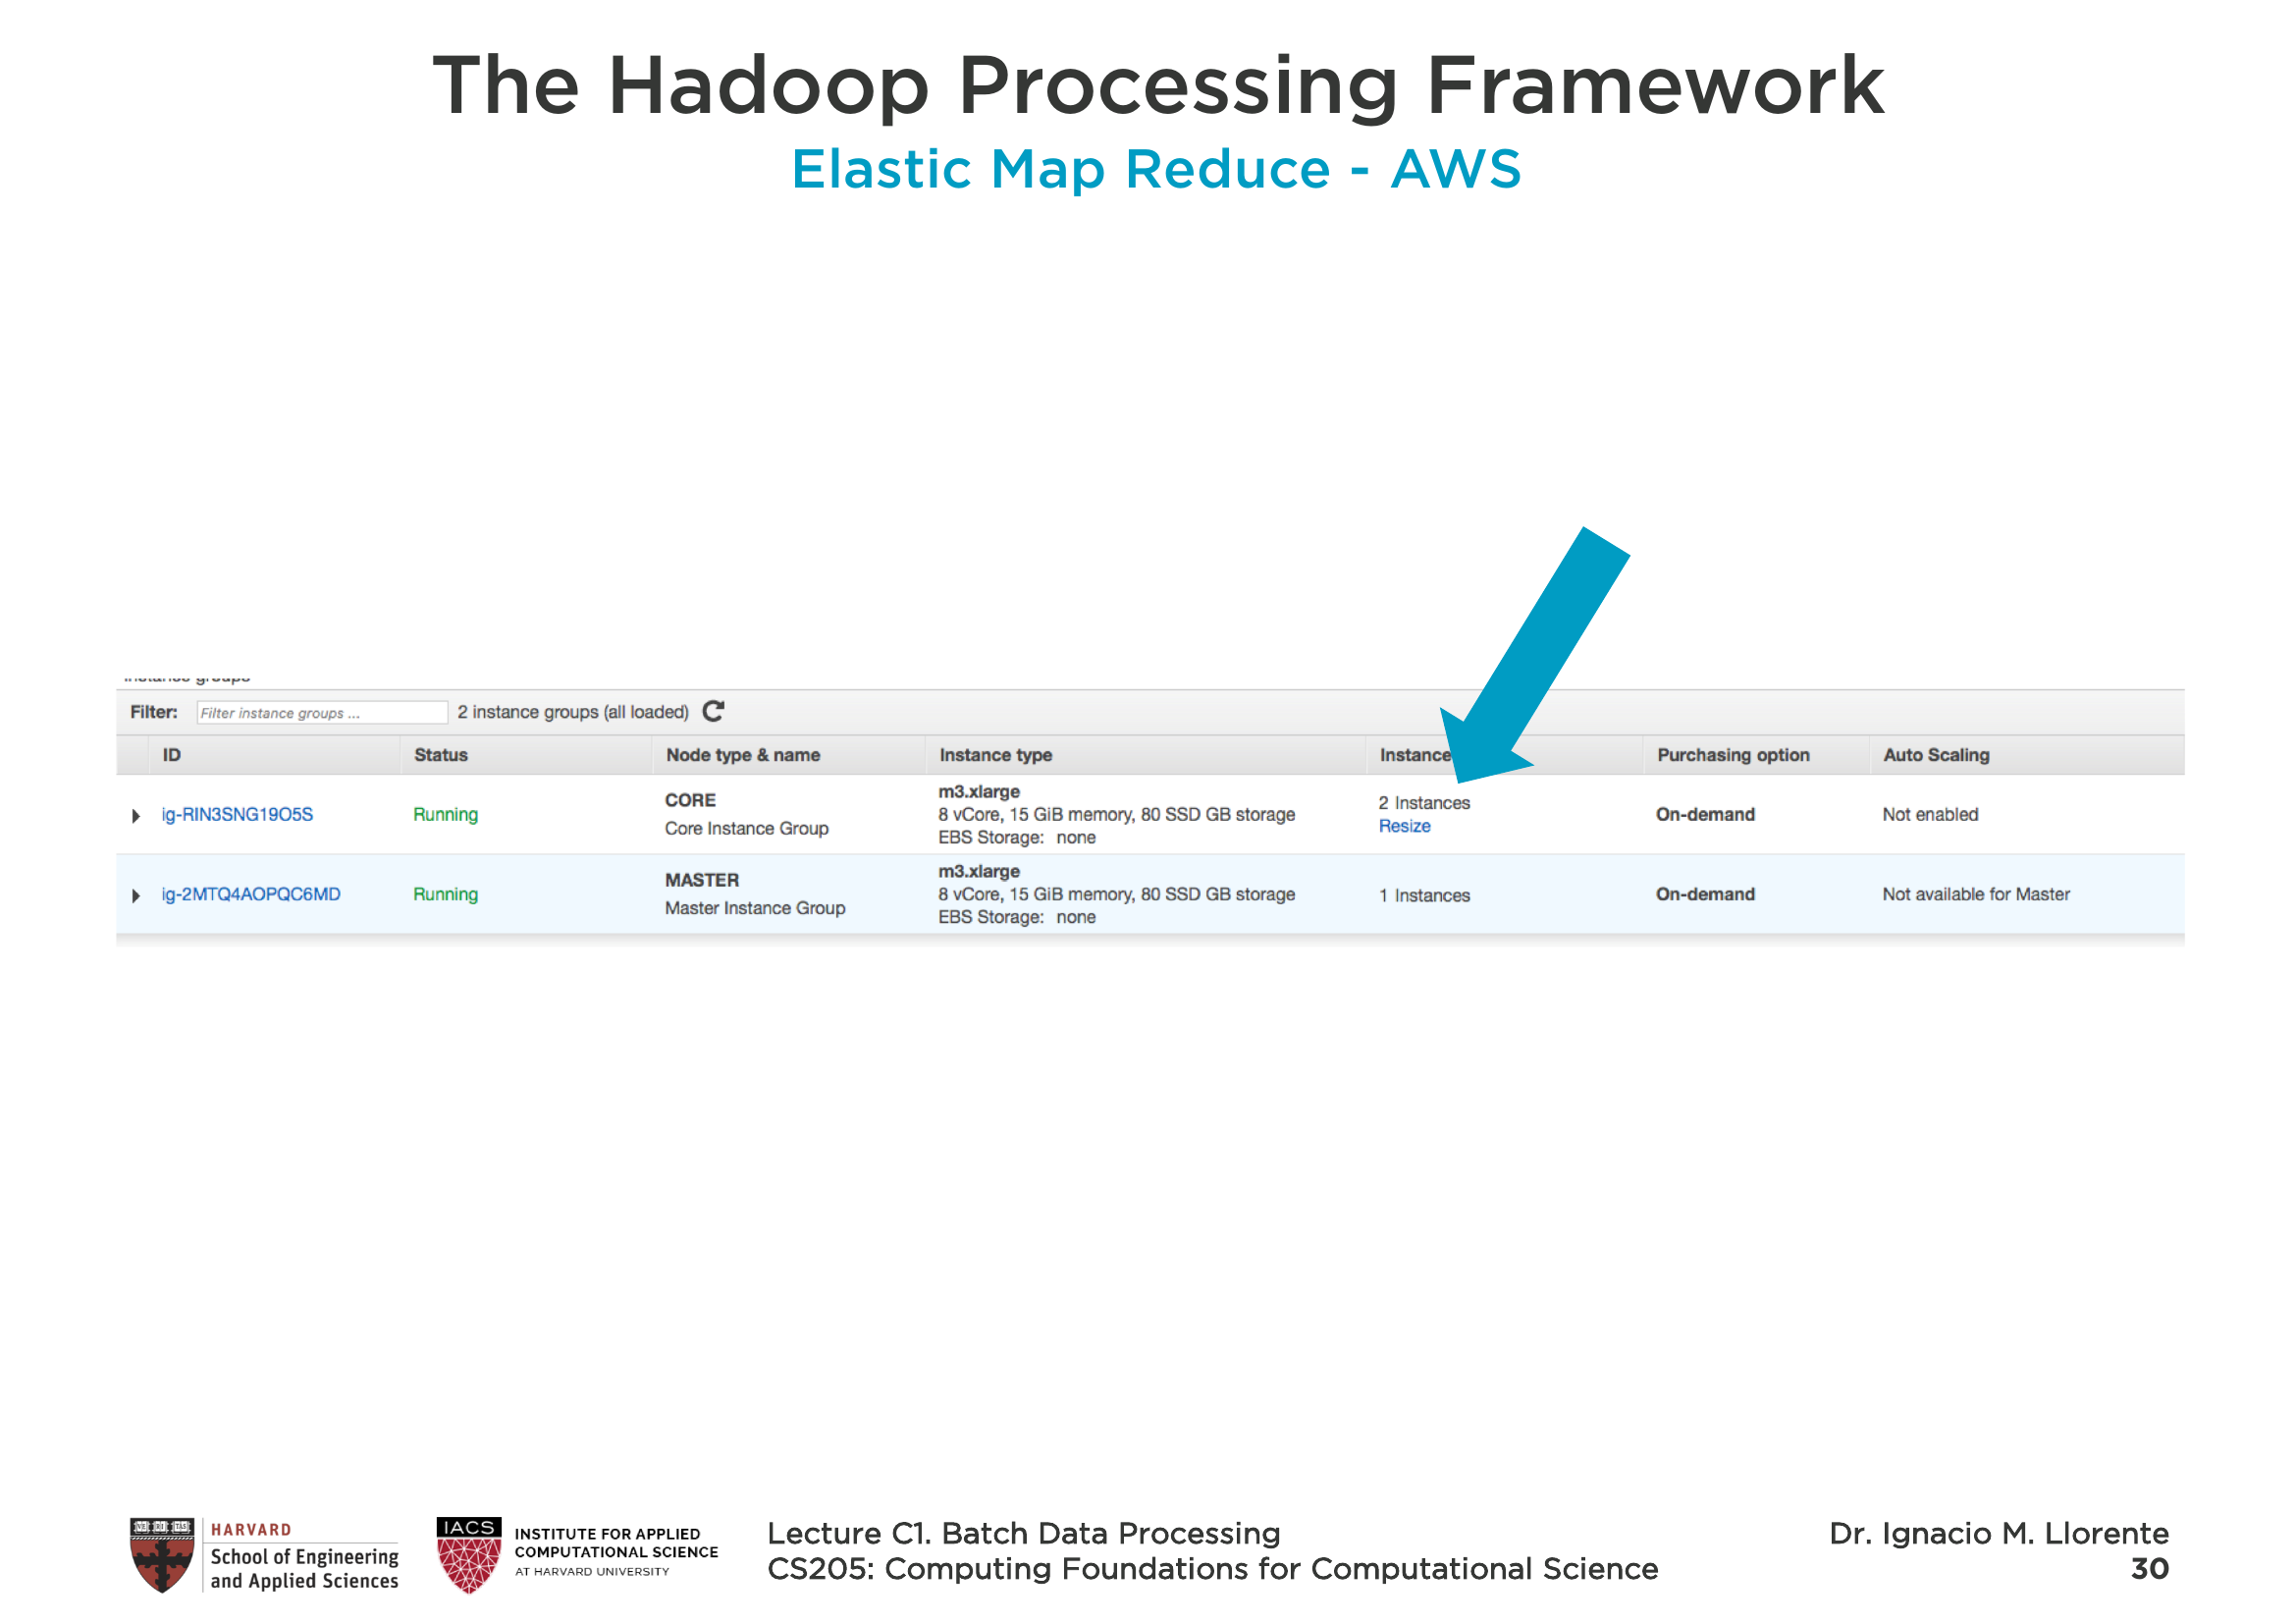 The Hadoop Processing Framework
Elastic Map Reduce - AWS
Instance groups
Filter: Filter instance groups ... 2 instance groups (all loaded)
ID Status Node type & name Instance type Instance Purchasing option Auto Scaling
m3.xlarge
CORE
2 Instances
ig-RIN3SNG19O5S Running 8 vCore, 15 GiB memory, 80 SSD GB storage On-demand Not enabled
Core Instance Group Resize
EBS Storage: none
m3.xlarge
MASTER
ig-2MTQ4AOPQC6MD Running 8 vCore, 15 GiB memory, 80 SSD GB storage 1 Instances On-demand Not available for Master
Master Instance Group
EBS Storage: none
HARVARD
School of Engineering
and Applied Sciences
IACS
INSTITUTE FOR APPLIED
COMPUTATIONAL SCIENCE
AT HARVARD UNIVERSITY
Lecture C1. Batch Data Processing
CS205: Computing Foundations for Computational Science
Dr. Ignacio M. Llorente
30